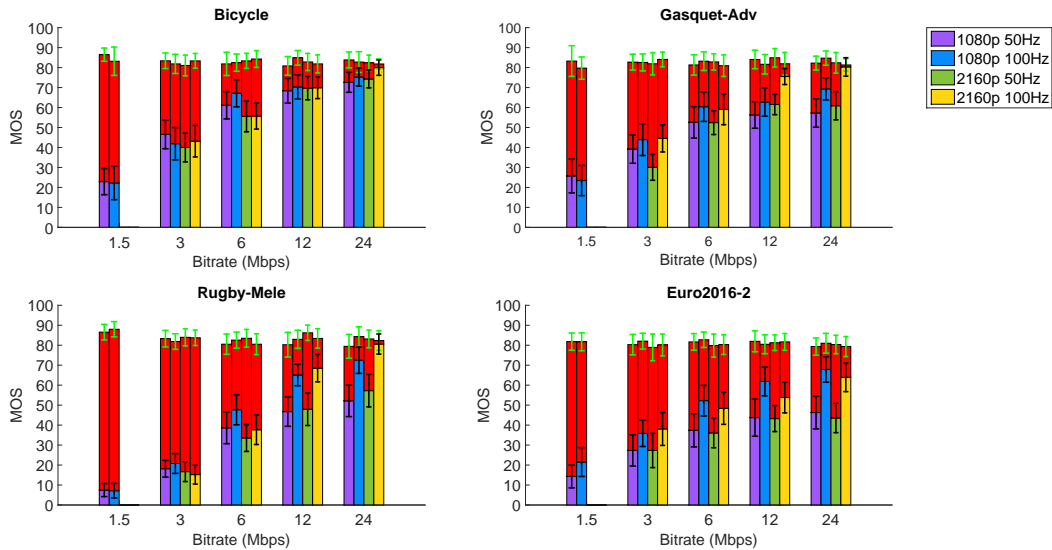 Bicycle
100
90
80
70
60
50
40
30
20
10
0
MOS
1.5 3 6 12 24
Bitrate (Mbps)
Gasquet-Adv
100
90
80
70
60
50
40
30
20
10
0
MOS
1.5 3 6 12 24
Bitrate (Mbps)
1080p 50Hz
1080p 100Hz
2160p 50Hz
2160p 100Hz
Rugby-Mele
100
90
80
70
60
50
40
30
20
10
0
MOS
1.5 3 6 12 24
Bitrate (Mbps)
Euro2016-2
100
90
80
70
60
50
40
30
20
10
0
MOS
1.5 3 6 12 24
Bitrate (Mbps)